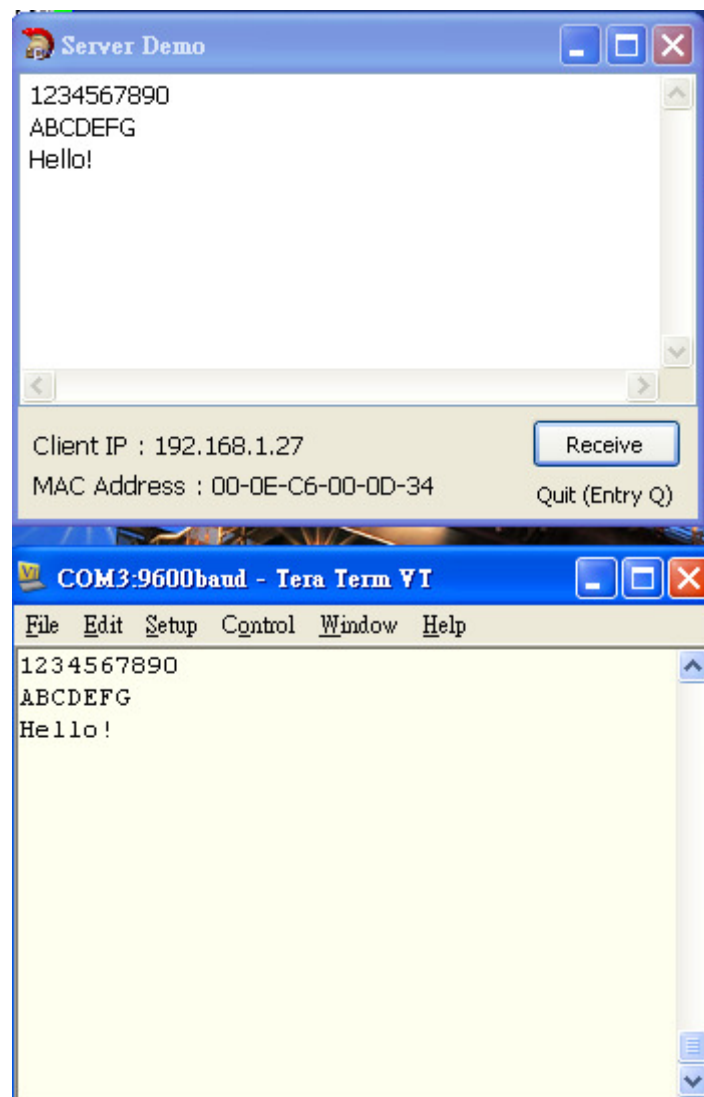 Server Demo
1234567890
ABCDEFG
Hello!
Client IP : 192.168.1.27
Receive
MAC Address : 00-0E-C6-00-0D-34
Quit (Entry Q)
COM3:9600baud - Tera Term VT
File Edit Setup Control Window Help
1234567890
ABCDEFG
Hello!